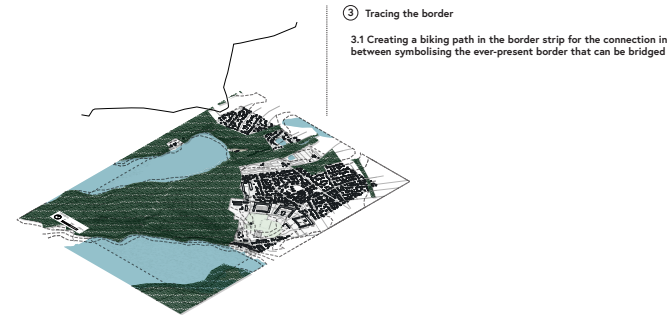 3 Tracing the border
3.1 Creating a biking path in the border strip for the connection in
between symbolising the ever-present border that can be bridged